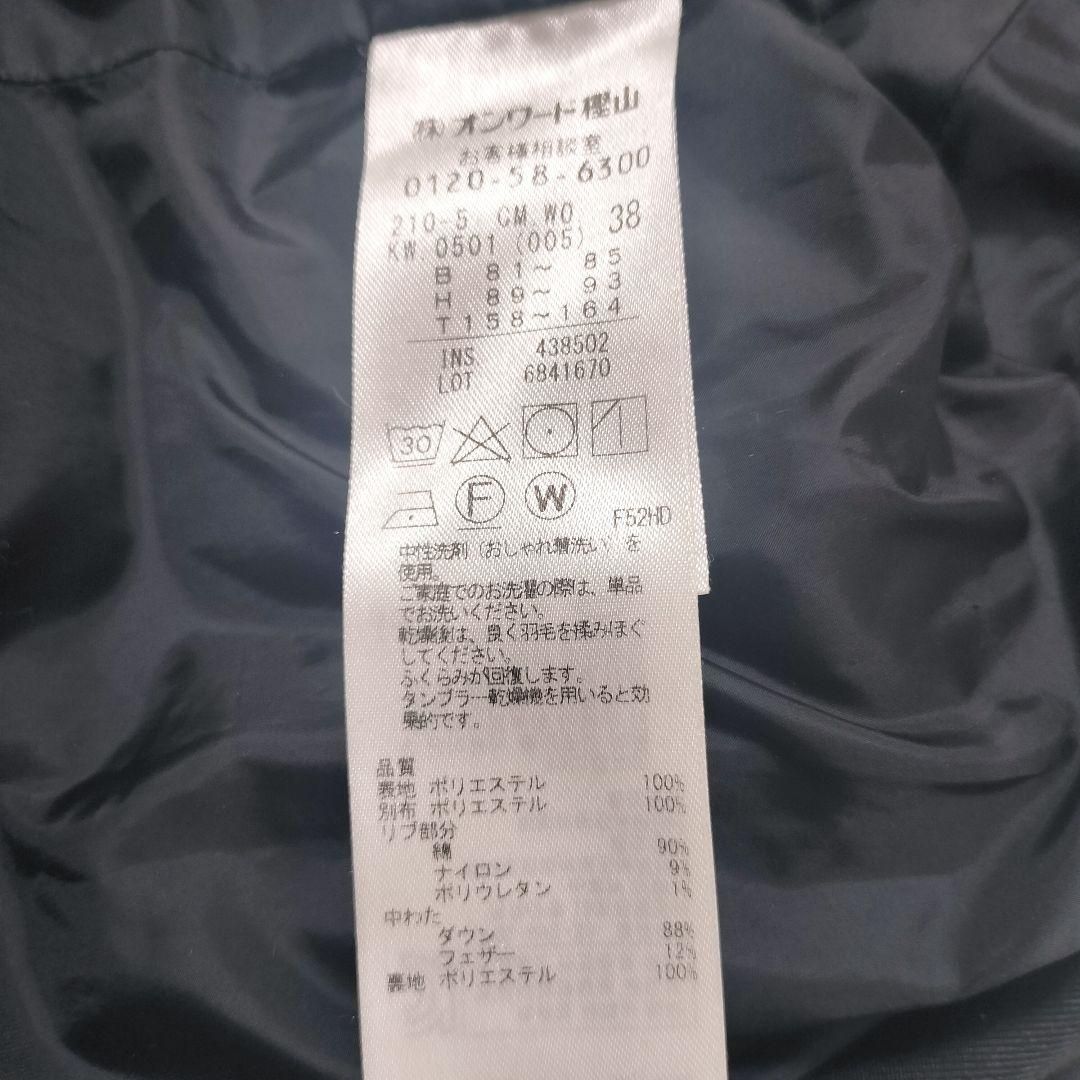 ㈱オンワード樫山
お客様相談室
0120-58-6300
210-5 CM.WO 38
KW.0501 (005)
B 81～ 85
H 89～ 93
T158～164
INS 438502
LOT 6841670
30
F W F52HD
中性洗剤（おしゃれ着洗い）を
使用。
ご家庭でのお洗濯の際は、単品
でお洗いください。
乾燥後は、良く羽毛を揉みほぐ
してください。
ふくらみが回復します。
タンブラー乾燥機を用いると効
果的です。
品質
表地 ポリエステル 100%
別布 ポリエステル 100%
リブ部分
綿 90%
ナイロン 9%
ポリウレタン 1%
中わた
ダウン 88%
フェザー 12%
裏地 ポリエステル 100%